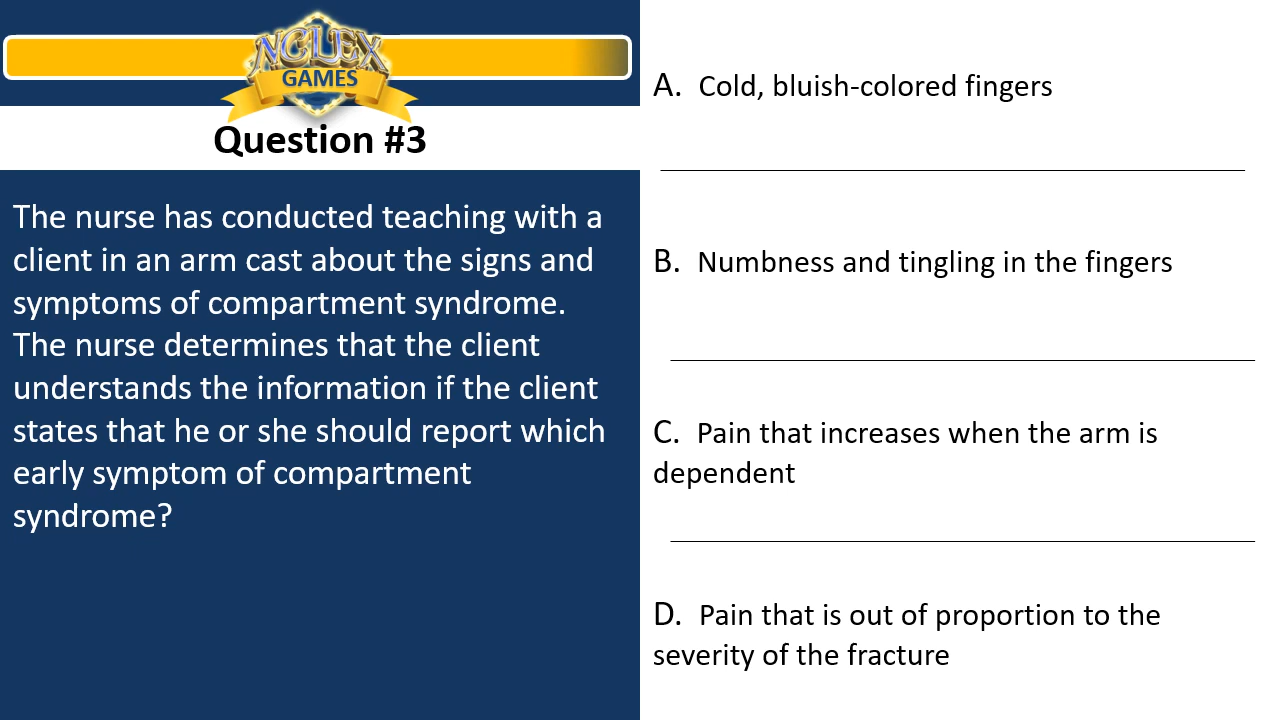 NCLEX
GAMES
Question #3
The nurse has conducted teaching with a
client in an arm cast about the signs and
symptoms of compartment syndrome.
The nurse determines that the client
understands the information if the client
states that he or she should report which
early symptom of compartment
syndrome?
A. Cold, bluish-colored fingers
B. Numbness and tingling in the fingers
C. Pain that increases when the arm is
dependent
D. Pain that is out of proportion to the
severity of the fracture